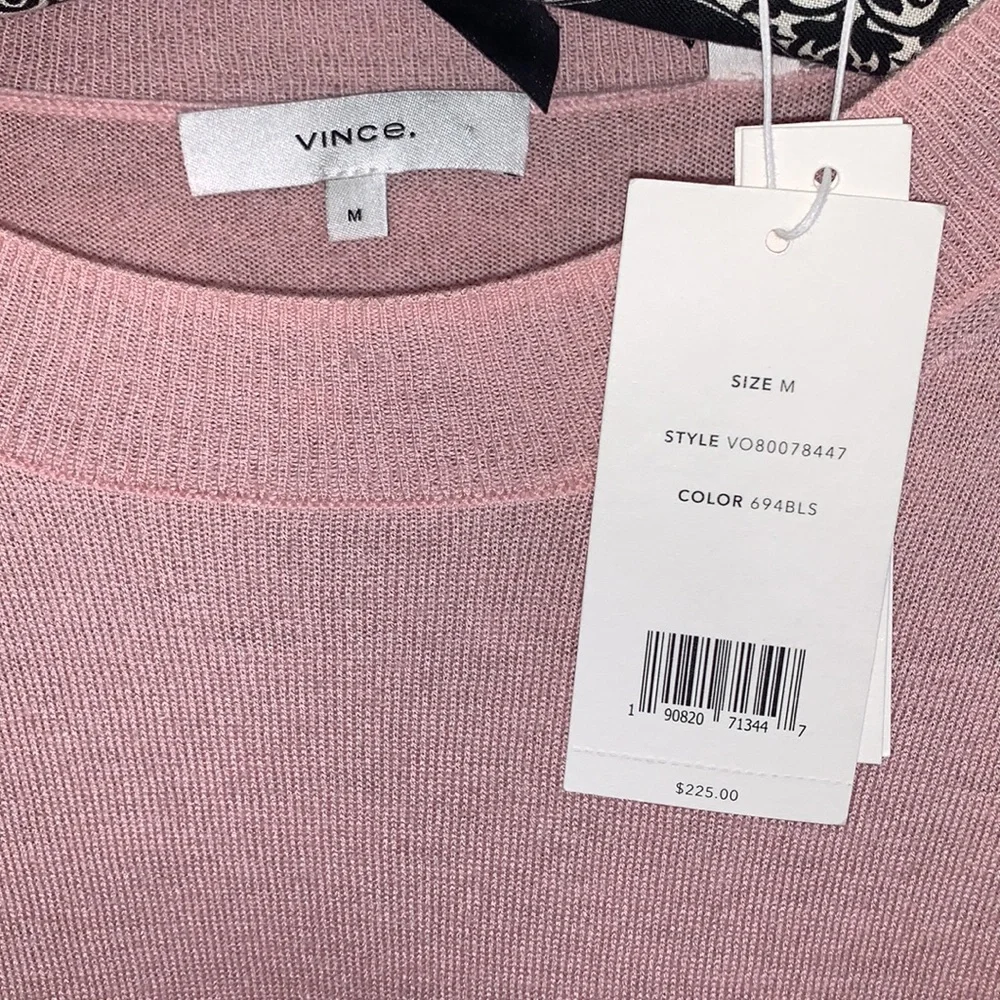 VINCe.
M
SIZE M
STYLE VO80078447
COLOR 694BLS
1 90820 71344 7
$225.00